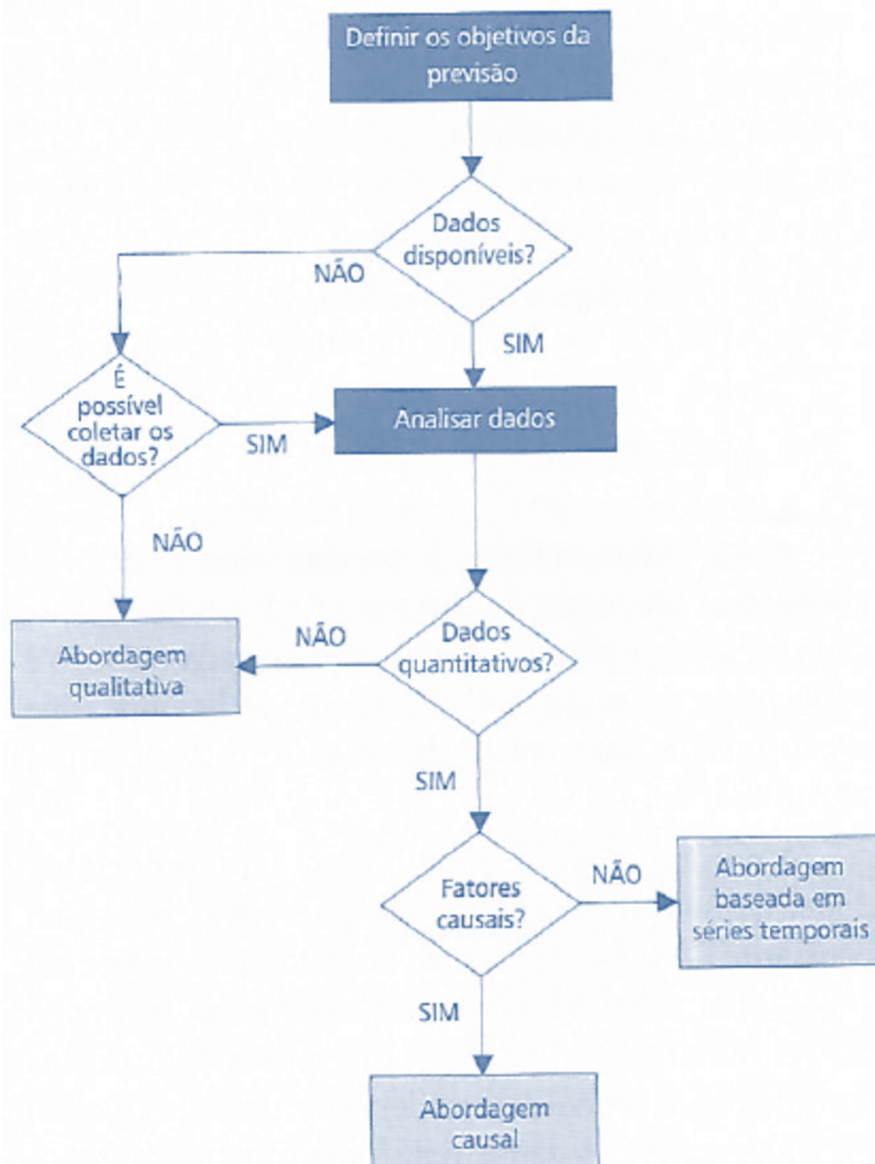 Definir os objetivos da
previsão
Dados
disponíveis?
NÃO
SIM
É
possível
coletar os
dados?
SIM
Analisar dados
NÃO
Abordagem
qualitativa
NÃO
Dados
quantitativos?
SIM
Fatores
causais?
NÃO
Abordagem
baseada em
séries temporais
SIM
Abordagem
causal